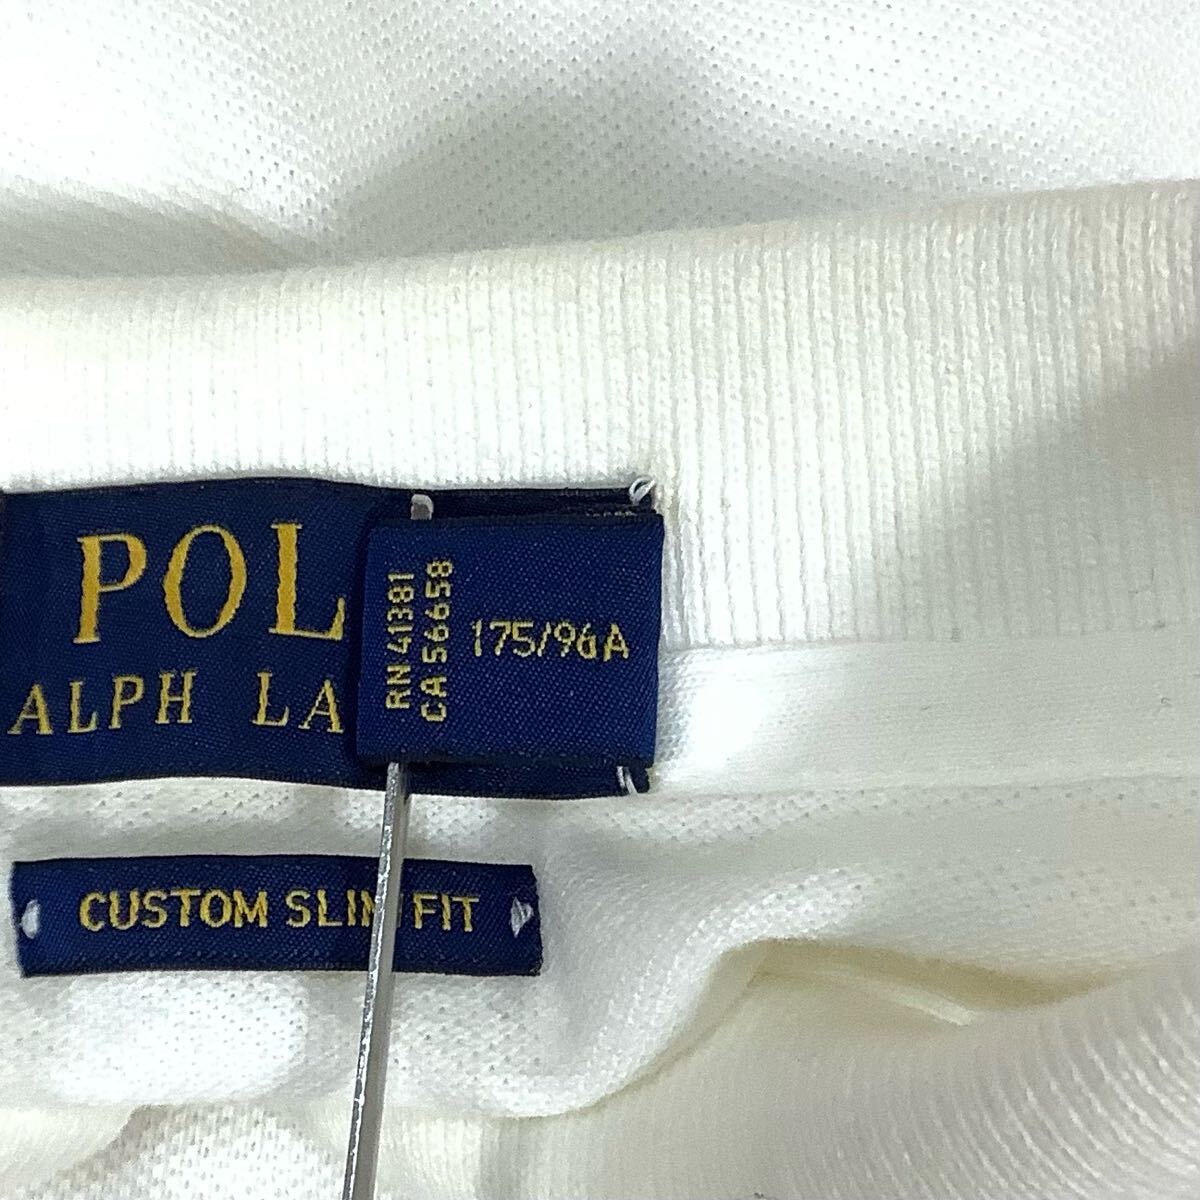 POL
ALPH LA
RN 41381
CA 56658
175/96A
CUSTOM SLIM FIT